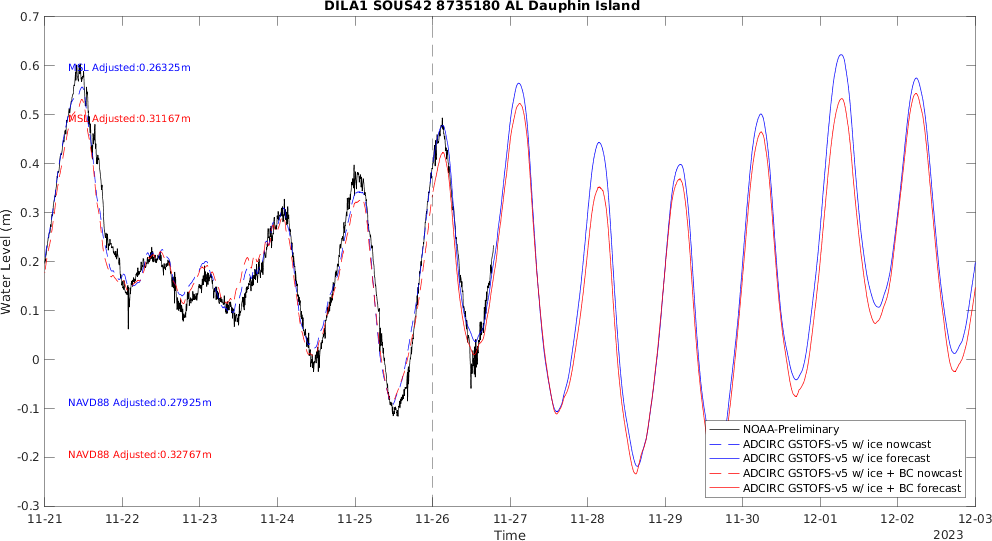 DILA1 SOUS42 8735180 AL Dauphin Island
0.7
0.6
0.5
0.4
0.3
0.2
0.1
0
-0.1
-0.2
-0.3
Water Level (m)
MSL Adjusted:0.26325m
MSL Adjusted:0.31167m
NAVD88 Adjusted:0.27925m
NAVD88 Adjusted:0.32767m
NOAA-Preliminary
ADCIRC GSTOFS-v5 w/ ice nowcast
ADCIRC GSTOFS-v5 w/ ice forecast
ADCIRC GSTOFS-v5 w/ ice + BC nowcast
ADCIRC GSTOFS-v5 w/ ice + BC forecast
11-21 11-22 11-23 11-24 11-25 11-26 11-27 11-28 11-29 11-30 12-01 12-02 12-03
Time
2023